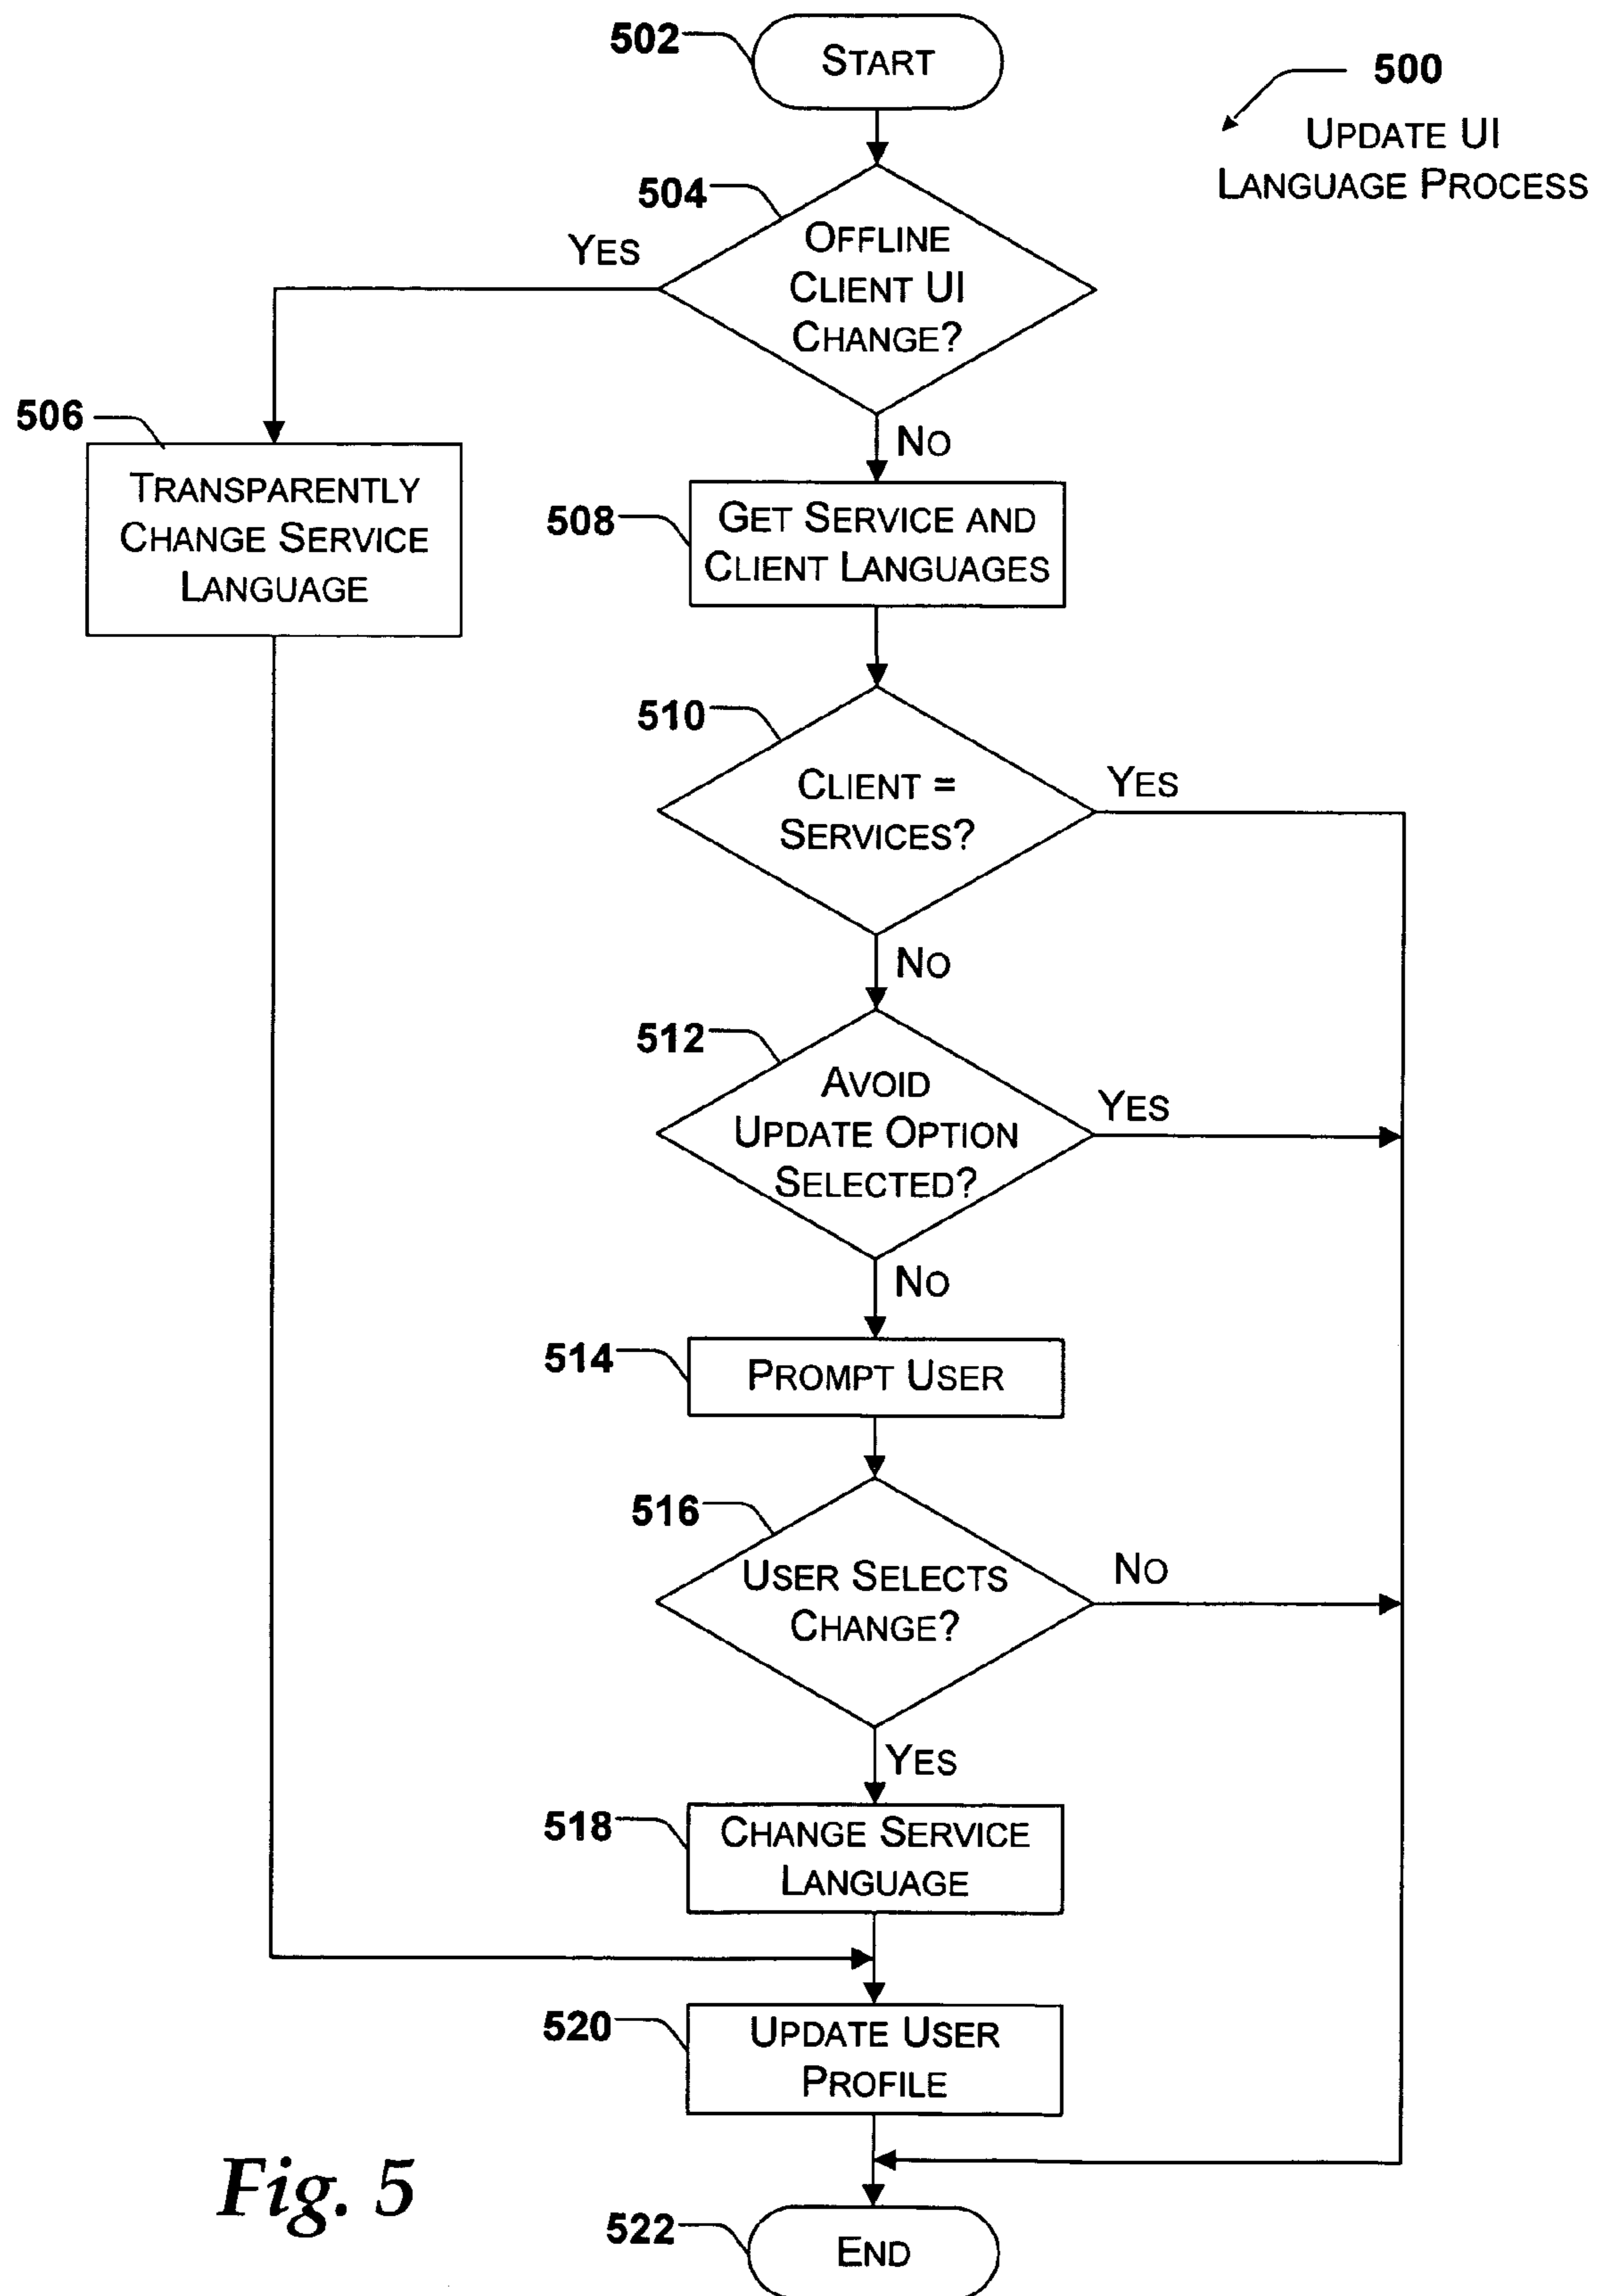 502
START
500
UPDATE UI
LANGUAGE PROCESS
504
OFFLINE
CLIENT UI
CHANGE?
YES
NO
506
TRANSPARENTLY
CHANGE SERVICE
LANGUAGE
508
GET SERVICE AND
CLIENT LANGUAGES
510
CLIENT =
SERVICES?
YES
NO
512
AVOID
UPDATE OPTION
SELECTED?
YES
NO
514
PROMPT USER
516
USER SELECTS
CHANGE?
NO
YES
518
CHANGE SERVICE
LANGUAGE
520
UPDATE USER
PROFILE
Fig. 5
522
END